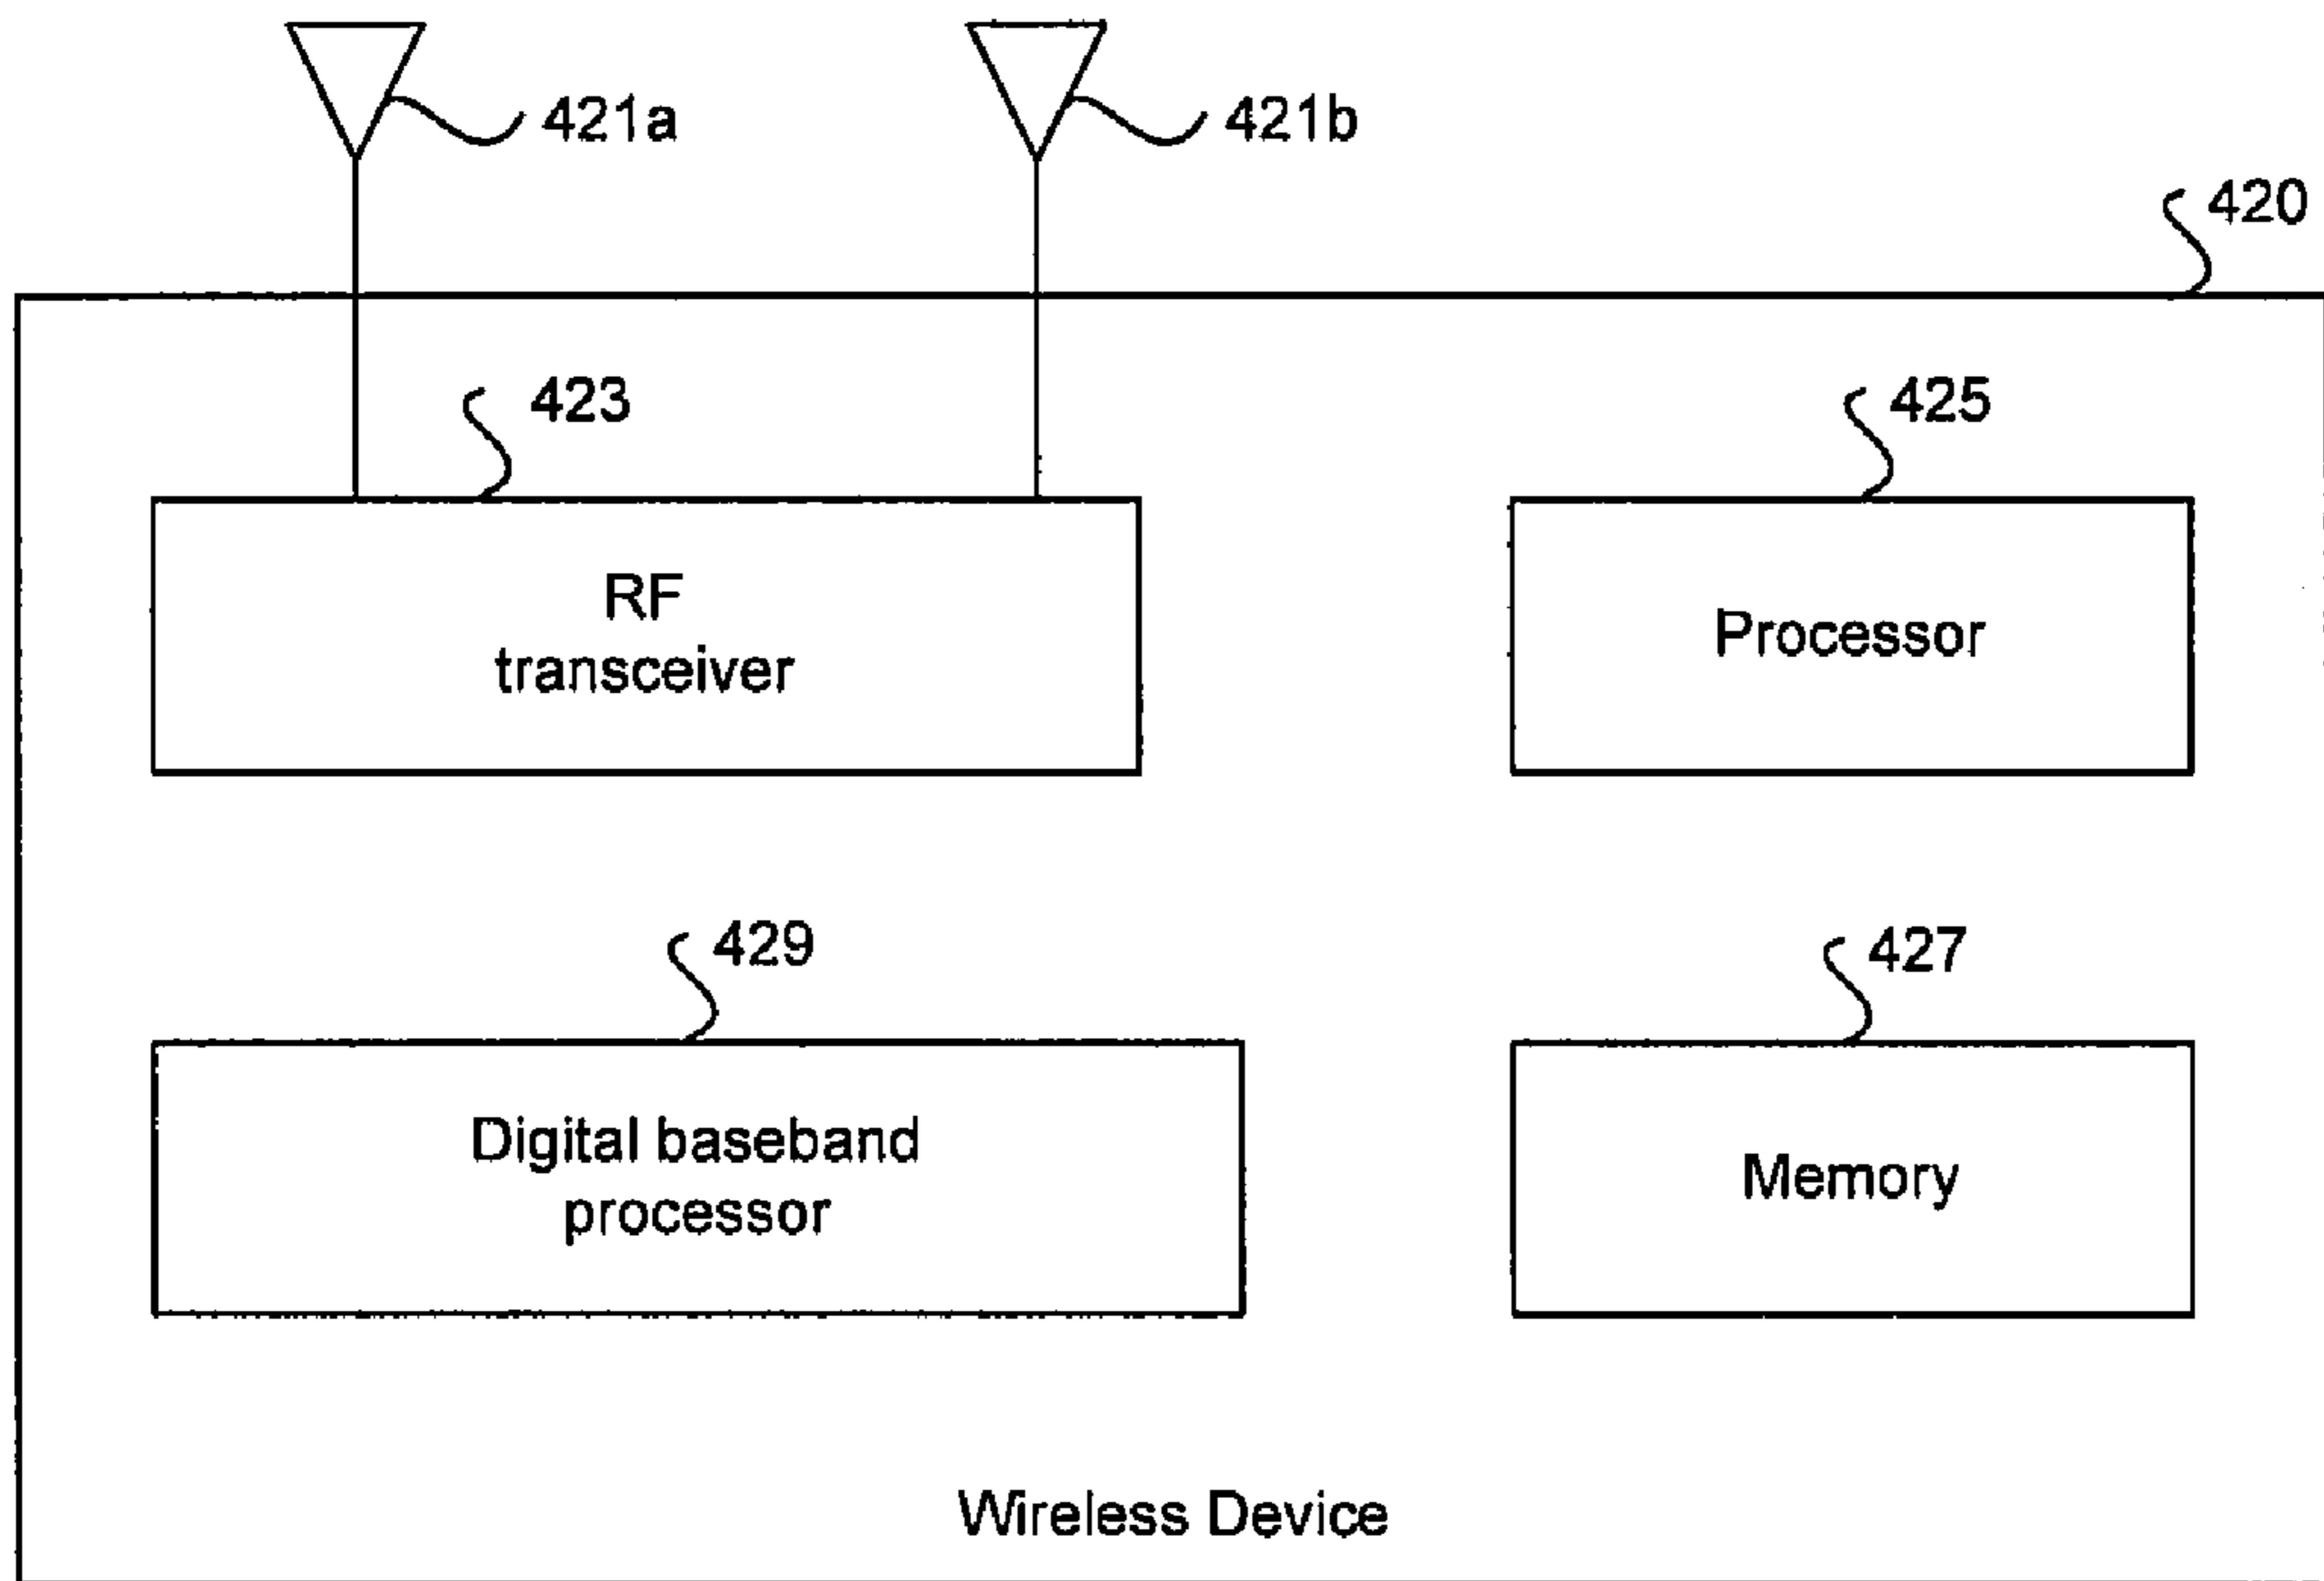 421a
421b
420
423
425
RF
transceiver
Processor
429
427
Digital baseband
processor
Memory
Wireless Device